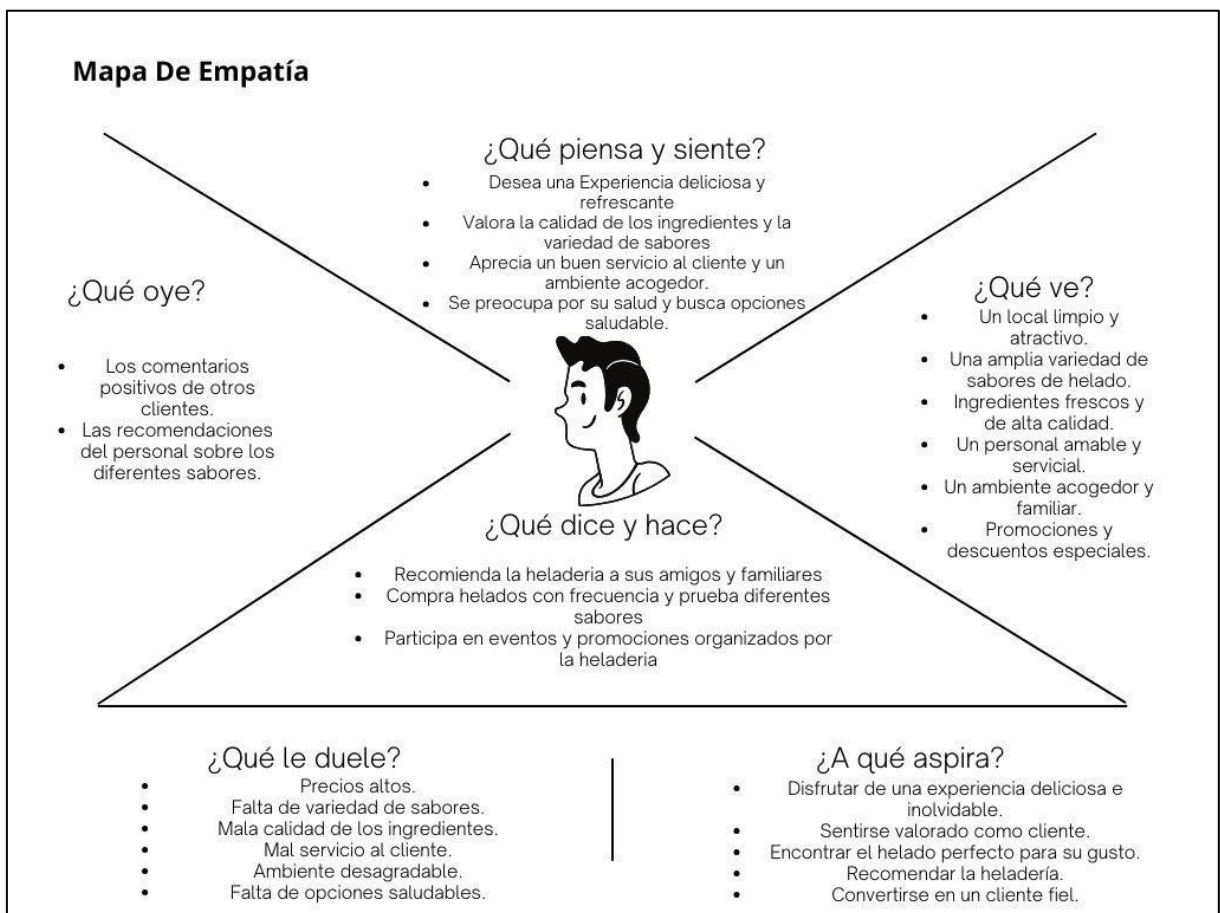 Mapa De Empatía
¿Qué piensa y siente?
• Desea una Experiencia deliciosa y
refrescante
• Valora la calidad de los ingredientes y la
variedad de sabores
• Aprecia un buen servicio al cliente y un
ambiente acogedor.
• Se preocupa por su salud y busca opciones
saludable.
¿Qué oye?
• Los comentarios
positivos de otros
clientes.
• Las recomendaciones
del personal sobre los
diferentes sabores.
¿Qué ve?
• Un local limpio y
atractivo.
• Una amplia variedad de
sabores de helado.
• Ingredientes frescos y
de alta calidad.
• Un personal amable y
servicial.
• Un ambiente acogedor y
familiar.
• Promociones y
descuentos especiales.
¿Qué dice y hace?
• Recomienda la heladeria a sus amigos y familiares
• Compra helados con frecuencia y prueba diferentes
sabores
• Participa en eventos y promociones organizados por
la heladeria
¿Qué le duele?
• Precios altos.
• Falta de variedad de sabores.
• Mala calidad de los ingredientes.
• Mal servicio al cliente.
• Ambiente desagradable.
• Falta de opciones saludables.
¿A qué aspira?
• Disfrutar de una experiencia deliciosa e
inolvidable.
• Sentirse valorado como cliente.
• Encontrar el helado perfecto para su gusto.
• Recomendar la heladería.
• Convertirse en un cliente fiel.